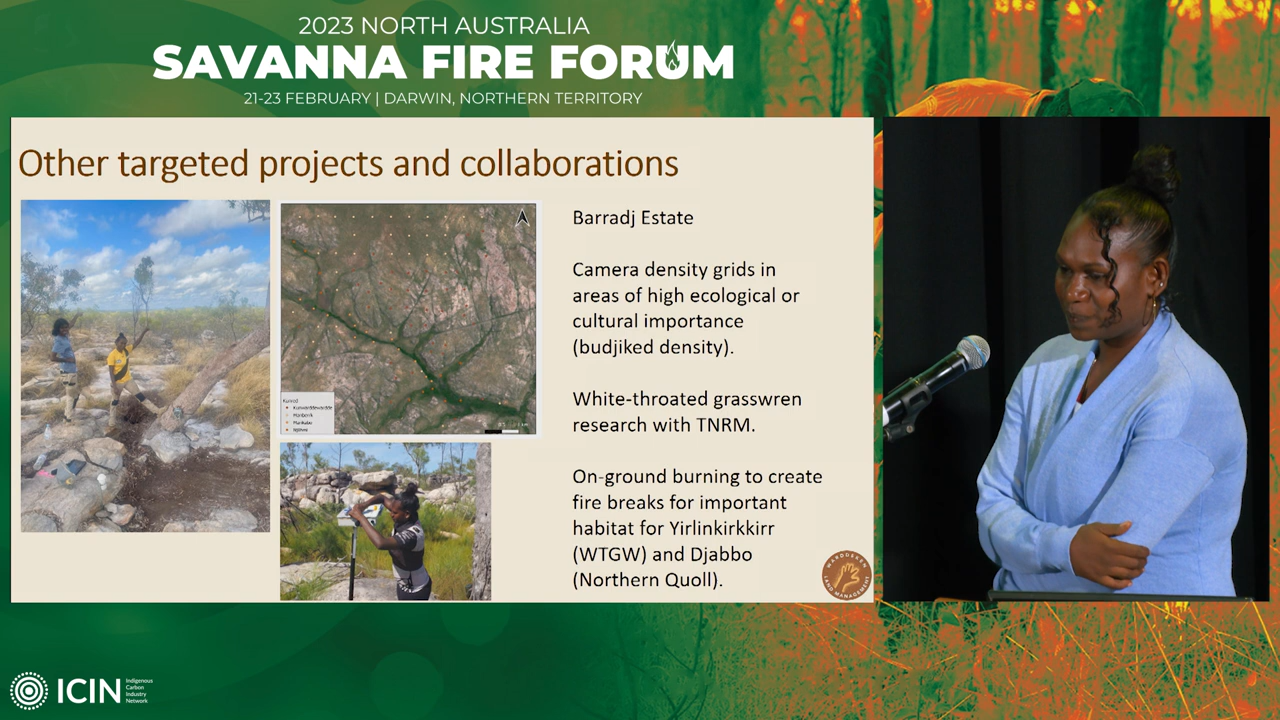 2023 NORTH AUSTRALIA
SAVANNA FIRE FORUM
21-23 FEBRUARY | DARWIN, NORTHERN TERRITORY
Other targeted projects and collaborations
Barradj Estate
Camera density grids in
areas of high ecological or
cultural importance
(budjiked density).
White-throated grasswren
research with TNRM.
On-ground burning to create
fire breaks for important
habitat for Yirlinkirkkirr
(WTGW) and Djabbo
(Northern Quoll).
WARDDEKEN
LAND MANAGEMENT
ICIN
Indigenous
Carbon
Industry
Network